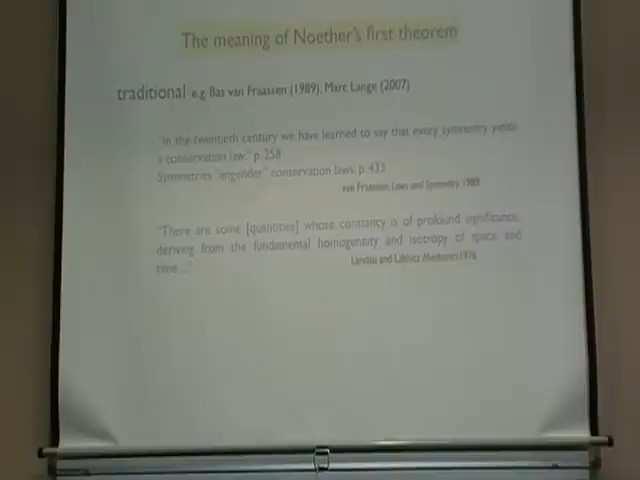 The meaning of Noether's first theorem
traditional e.g. Bas van Fraassen (1989), Marc Lange (2007)
"In the twentieth century we have learned to say that every symmetry yields
a conservation law." p. 258
Symmetries "engender" conservation laws, p. 433
van Fraassen, Laws and Symmetry 1989
"There are some [quantities] whose constancy is of profound significance,
deriving from the fundamental homogeneity and isotropy of space and
time..."
Landau and Lifshitz Mechanics 1976